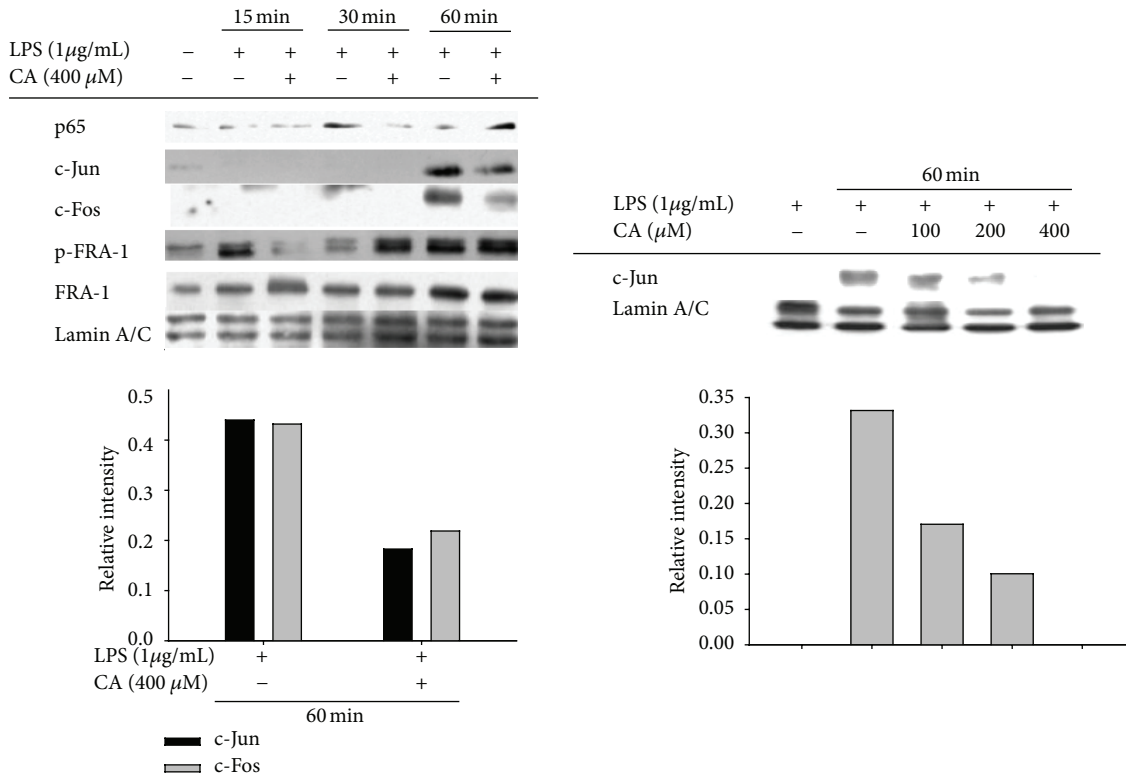 15 min 30 min 60 min
LPS (1μg/mL) − + + + + + +
CA (400 μM) − − + − + − +
p65
c-Jun
c-Fos
p-FRA-1
FRA-1
Lamin A/C
0.5
0.4
0.3
0.2
0.1
0.0
Relative intensity
LPS (1μg/mL) + +
CA (400 μM) − +
60 min
c-Jun
c-Fos
60 min
LPS (1μg/mL) + + + + +
CA (μM) − − 100 200 400
c-Jun
Lamin A/C
0.35
0.30
0.25
0.20
0.15
0.10
0.05
0.00
Relative intensity